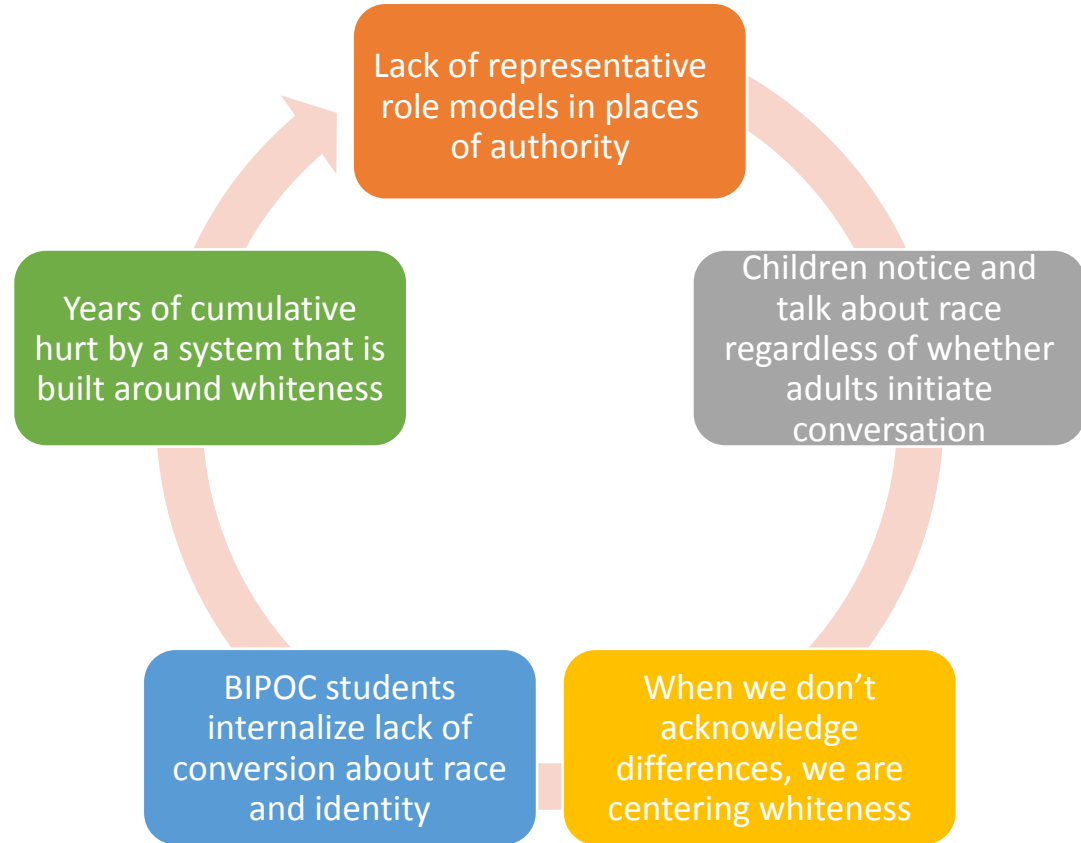 Lack of representative
role models in places
of authority
Children notice and
talk about race
regardless of whether
adults initiate
conversation
When we don’t
acknowledge
differences, we are
centering whiteness
BIPOC students
internalize lack of
conversion about race
and identity
Years of cumulative
hurt by a system that is
built around whiteness